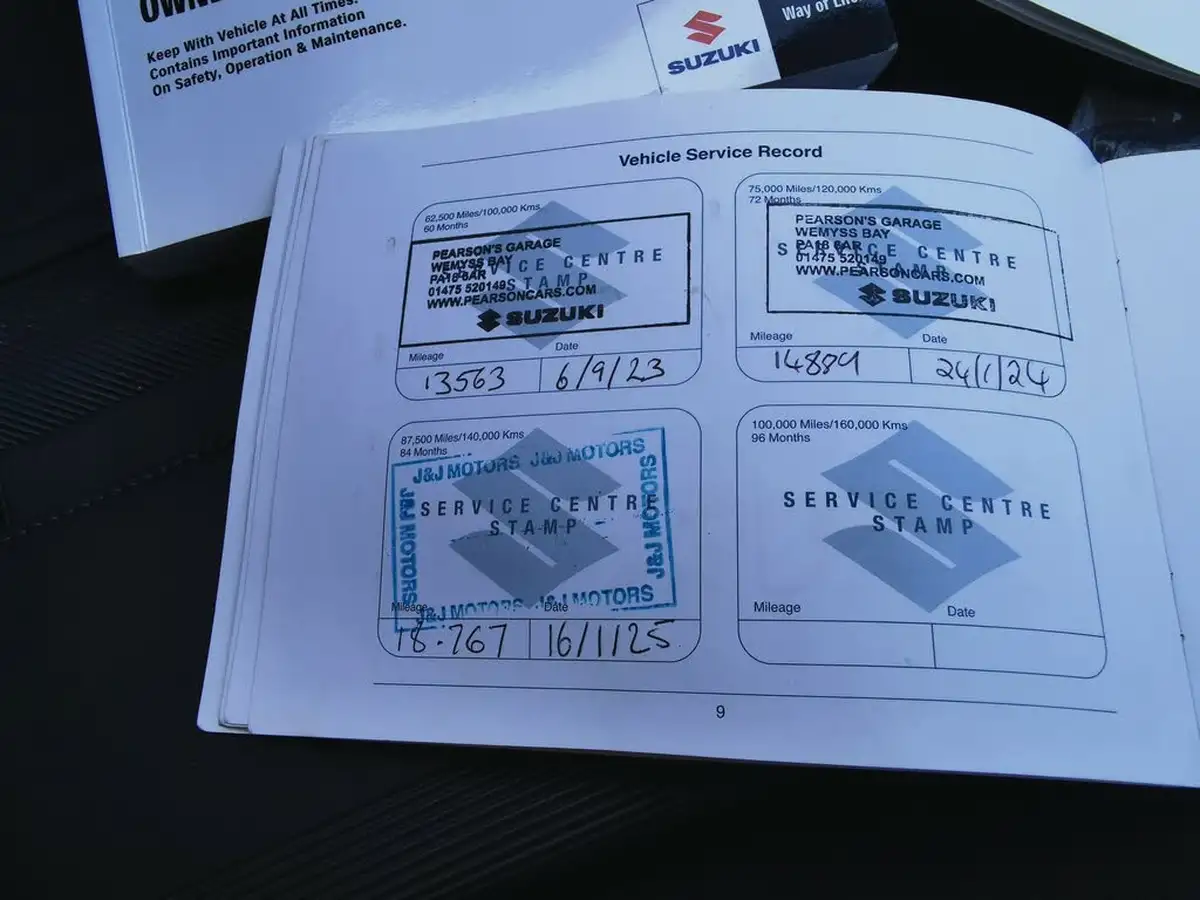 Keep With Vehicle At All Times.
Contains Important Information
On Safety, Operation & Maintenance.
SUZUKI
Way of
Vehicle Service Record
62,500 Miles/100,000 Kms
60 Months
PEARSON'S GARAGE
WEMYSS BAY
PA18 6AR
01475 520149
WWW.PEARSONCARS.COM
SUZUKI
SERVICE CENTRE
STAMP
Mileage
Date
13563
6/9/23
75,000 Miles/120,000 Kms
72 Months
PEARSON'S GARAGE
WEMYSS BAY
PA18 6AR
01475 520149
WWW.PEARSONCARS.COM
SUZUKI
SERVICE CENTRE
STAMP
Mileage
Date
24/1/24
87,500 Miles/140,000 Kms
84 Months
J&J MOTORS J&J MOTORS
J&J MOTORS
J&J MOTORS
SERVICE CENTRE
STAMP
J&J MOTORS J&J MOTORS
Mileage
Date
18.767
16/1/25
100,000 Miles/160,000 Kms
96 Months
SERVICE CENTRE
STAMP
Mileage
Date
9